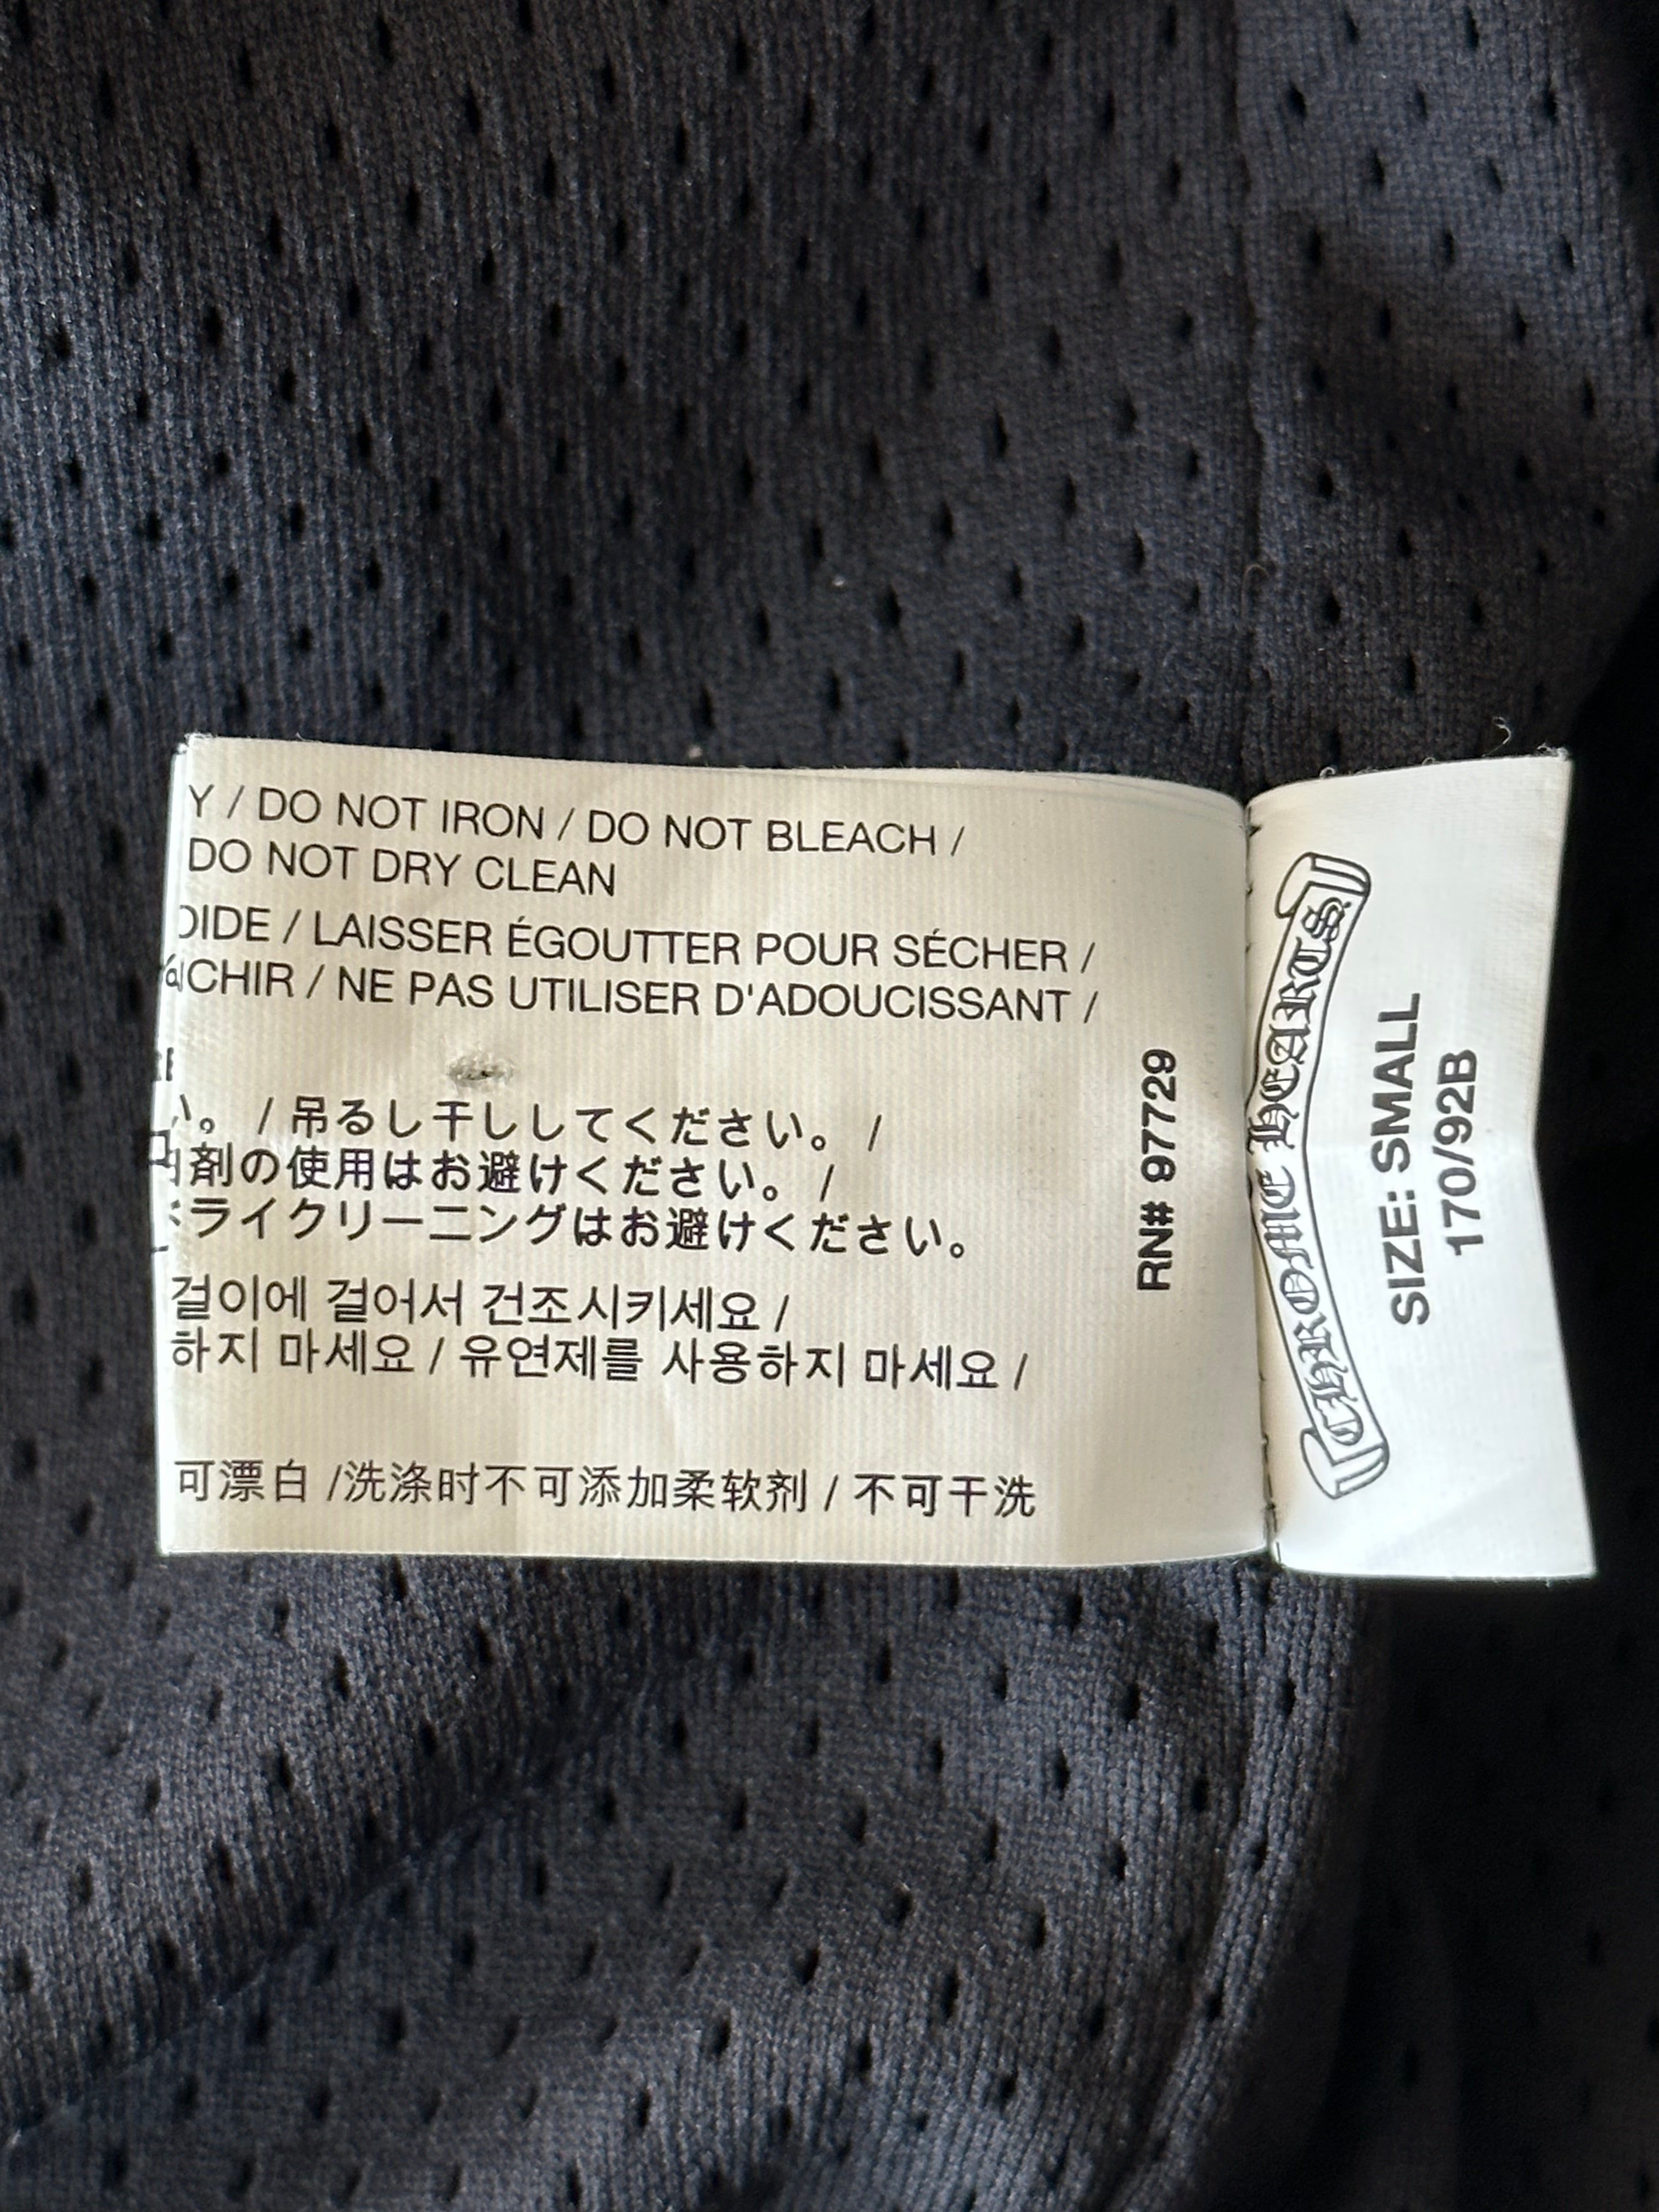 Y / DO NOT IRON / DO NOT BLEACH /
DO NOT DRY CLEAN
/ LAISSER ÉGOUTTER POUR SÉCHER /
/ NE PAS UTILISER D'ADOUCISSANT /
い。 / 吊るし干ししてください。 /
剤の使用はお避けください。 /
ドライクリーニングはお避けください。
걸이에 걸어서 건조시키세요 /
하지 마세요 / 유연제를 사용하지 마세요 /
可漂白 /洗涤时不可添加柔软剂 / 不可干洗
RN# 97729
CHROME HEARTS
SIZE: SMALL
170/92B